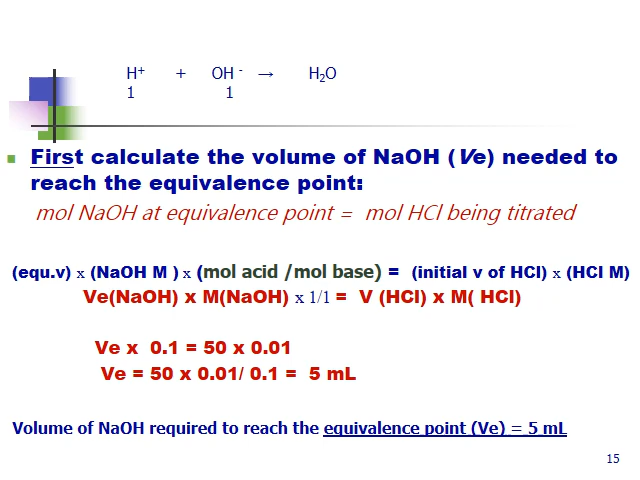 H⁺ + OH ⁻ → H₂O
1 1
First calculate the volume of NaOH (Ve) needed to
reach the equivalence point:
mol NaOH at equivalence point = mol HCl being titrated
(equ.v) x (NaOH M ) x (mol acid /mol base) = (initial v of HCl) x (HCl M)
Ve(NaOH) x M(NaOH) x 1/1 = V (HCl) x M( HCl)
Ve x 0.1 = 50 x 0.01
Ve = 50 x 0.01/ 0.1 = 5 mL
Volume of NaOH required to reach the equivalence point (Ve) = 5 mL
15